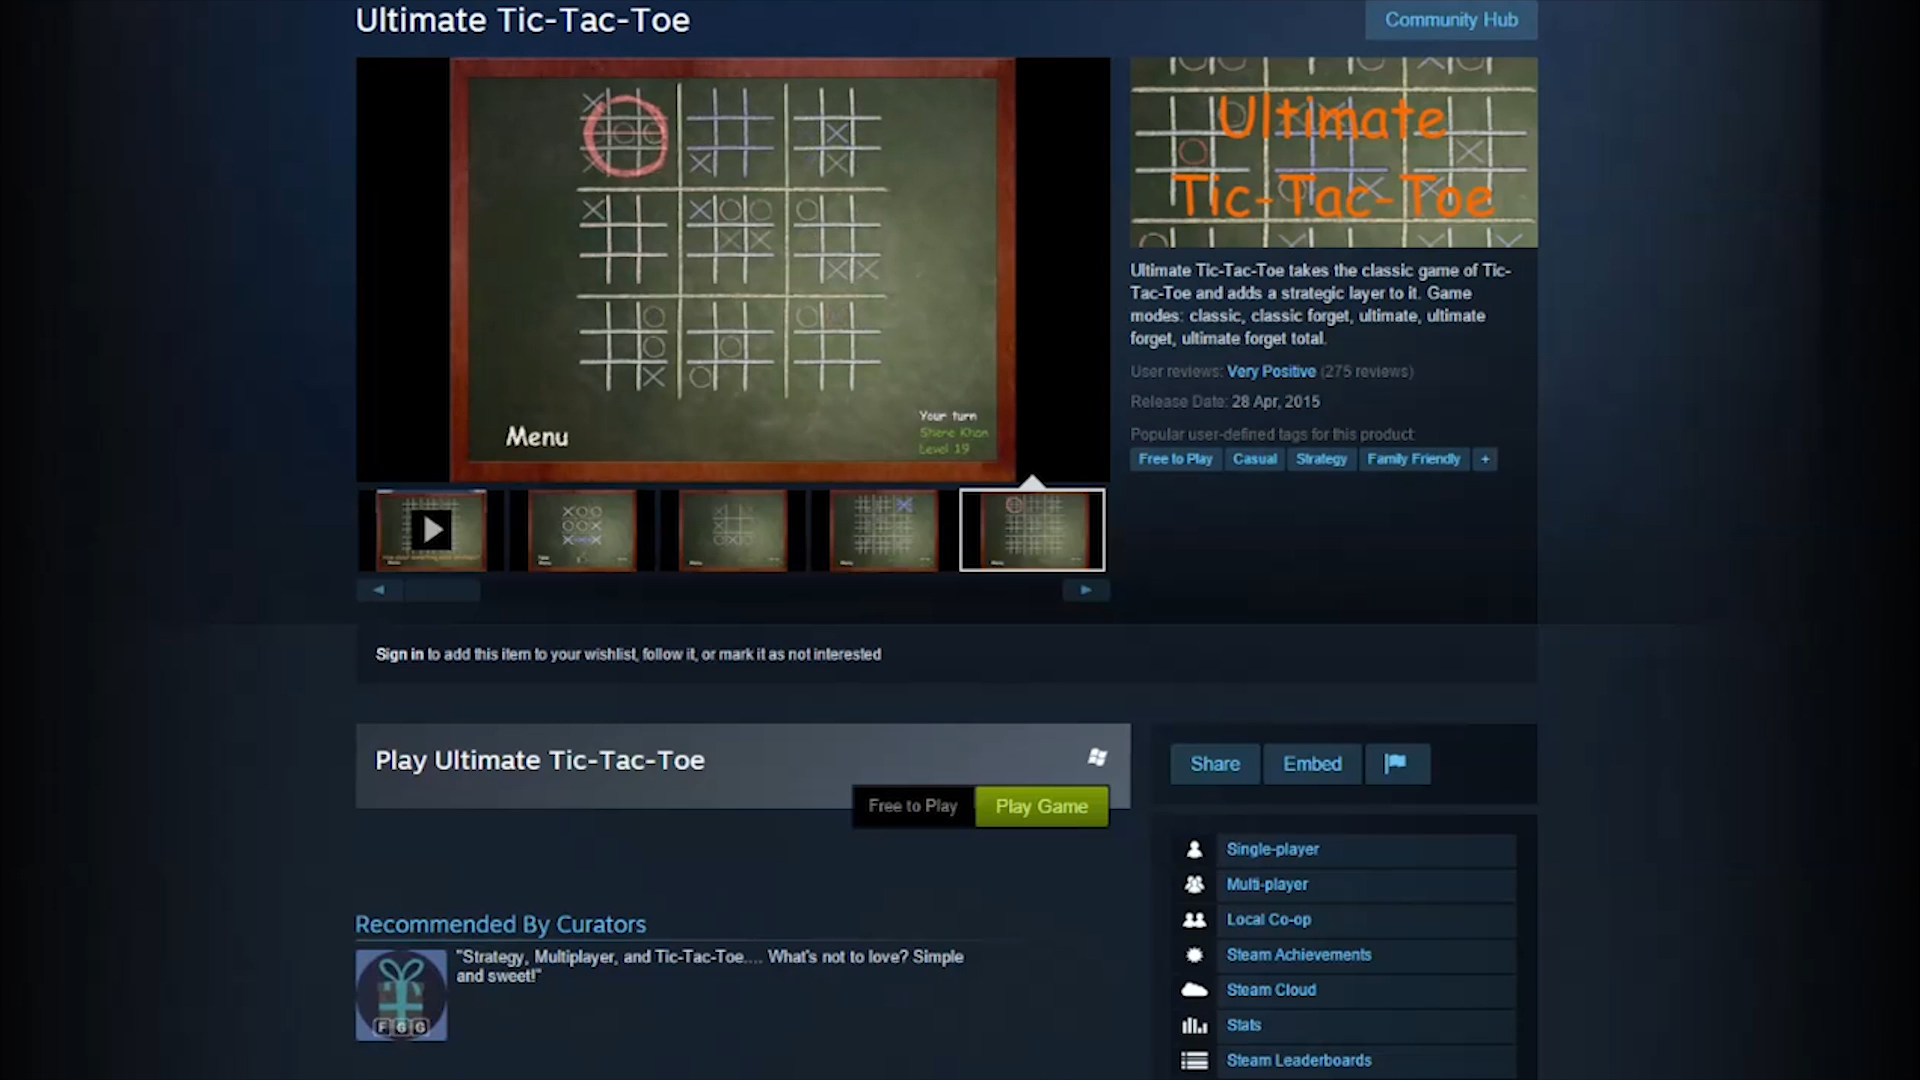 Ultimate Tic-Tac-Toe
Community Hub
Menu
Your turn
Shere Khan
Level 19
Ultimate
Tic-Tac-Toe
Ultimate Tic-Tac-Toe takes the classic game of Tic-
Tac-Toe and adds a strategic layer to it. Game
modes: classic, classic forget, ultimate, ultimate
forget, ultimate forget total.
User reviews: Very Positive (275 reviews)
Release Date: 28 Apr, 2015
Popular user-defined tags for this product:
Free to Play Casual Strategy Family Friendly +
Sign in to add this item to your wishlist, follow it, or mark it as not interested
Play Ultimate Tic-Tac-Toe
Free to Play Play Game
Share Embed
Single-player
Multi-player
Local Co-op
Steam Achievements
Steam Cloud
Stats
Steam Leaderboards
Recommended By Curators
"Strategy, Multiplayer, and Tic-Tac-Toe.... What's not to love? Simple
and sweet!"
FGG